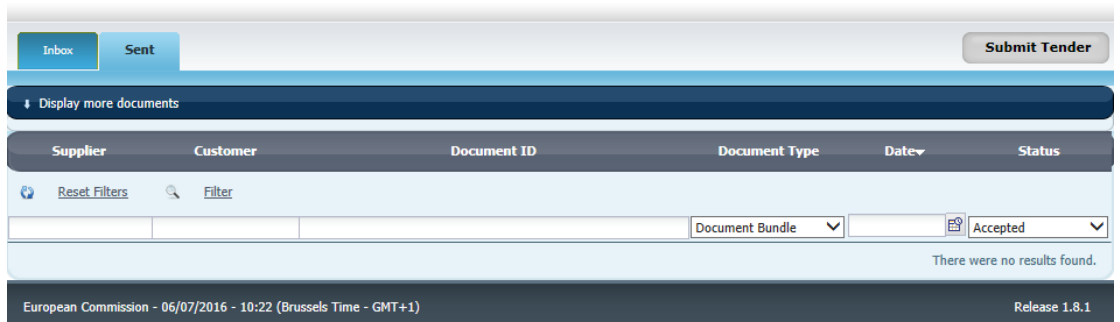 Inbox Sent Submit Tender
Display more documents
Supplier Customer Document ID Document Type Date Status
Reset Filters Filter
Document Bundle Accepted
There were no results found.
European Commission - 06/07/2016 - 10:22 (Brussels Time - GMT+1) Release 1.8.1